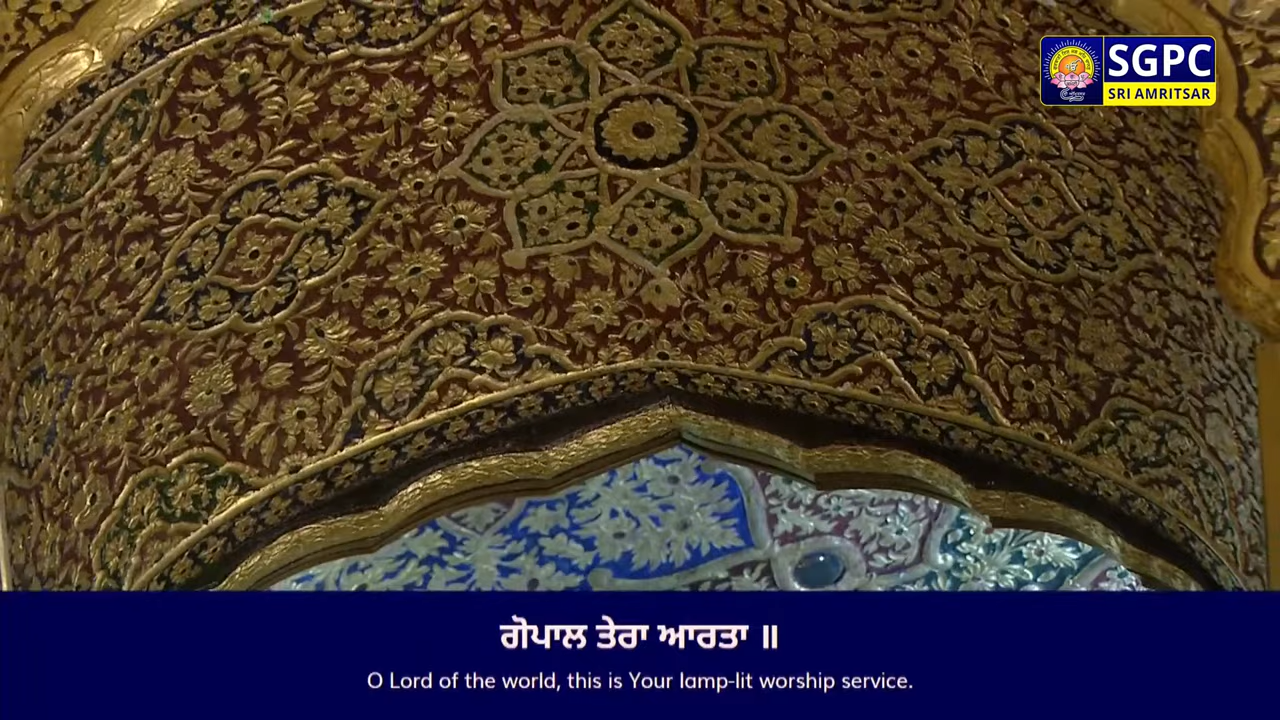 SGPC
SRI AMRITSAR
ਗੋਪਾਲ ਤੇਰਾ ਆਰਤਾ ॥
O Lord of the world, this is Your lamp-lit worship service.